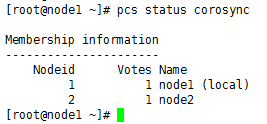 [root@node1 ~]# pcs status corosync
Membership information
----------------------
Nodeid Votes Name
1 1 node1 (local)
2 1 node2
[root@node1 ~]#